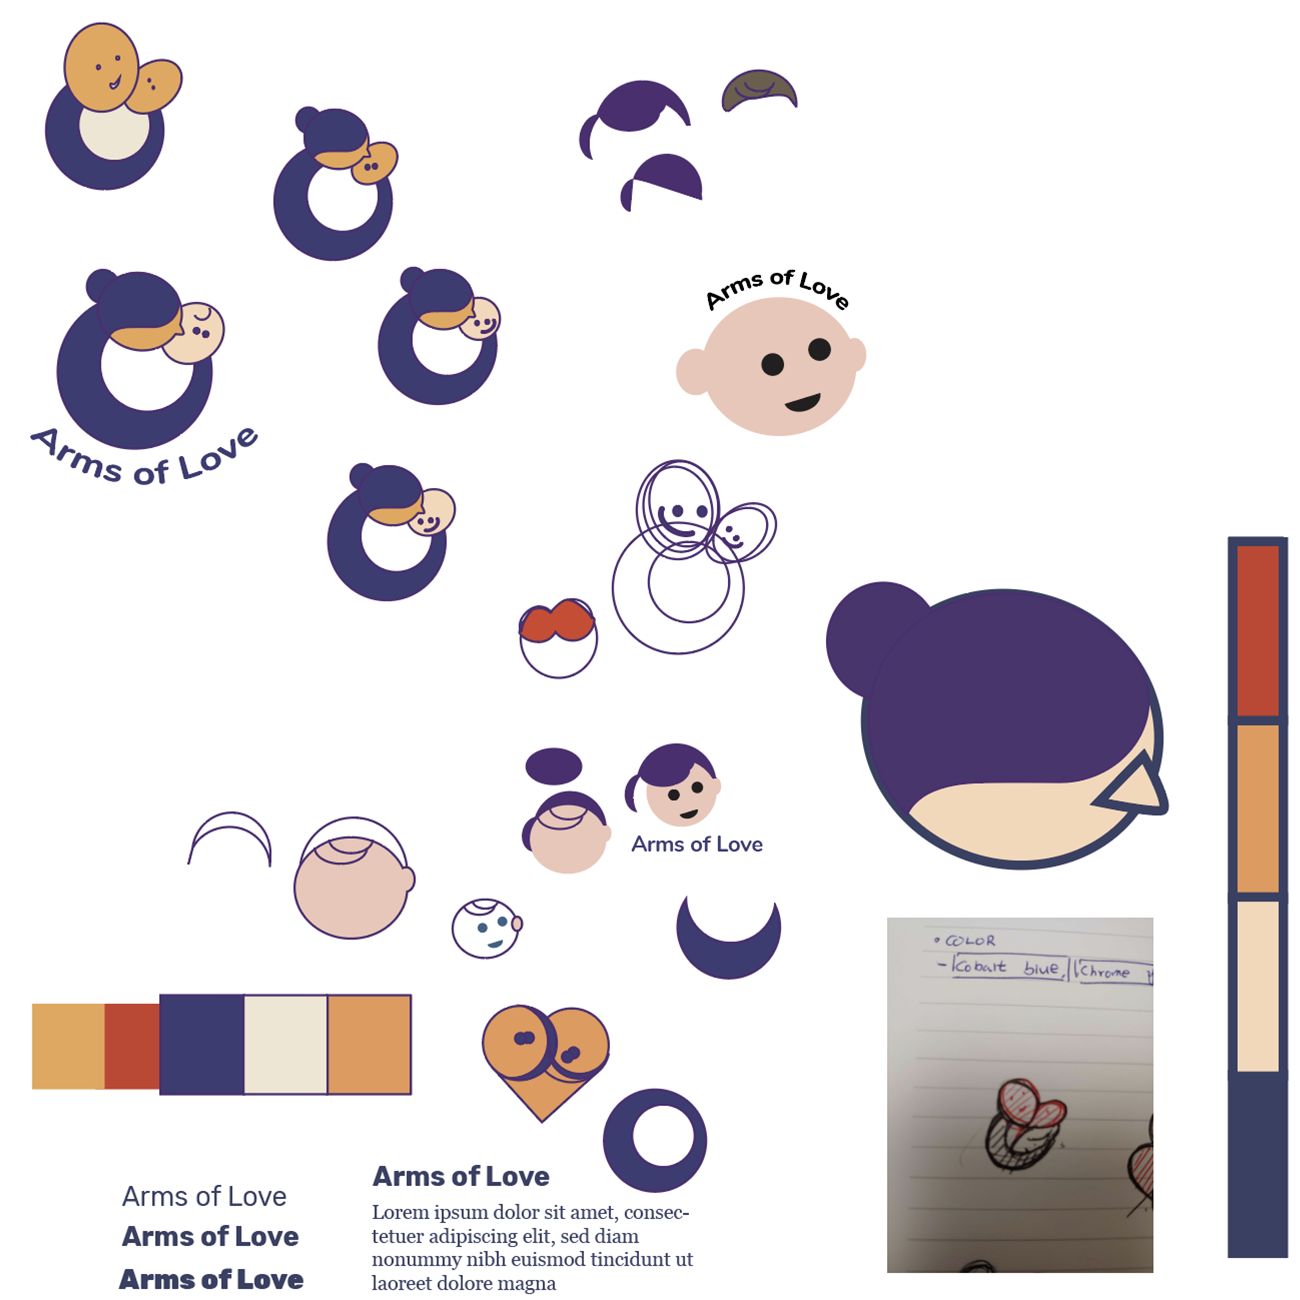 Arms of Love
Arms of Love
Arms of Love
• COLOR
- Cobalt blue, Chrome
Arms of Love
Arms of Love
Arms of Love
Arms of Love
Lorem ipsum dolor sit amet, consec-
tetuer adipiscing elit, sed diam
nonummy nibh euismod tincidunt ut
laoreet dolore magna